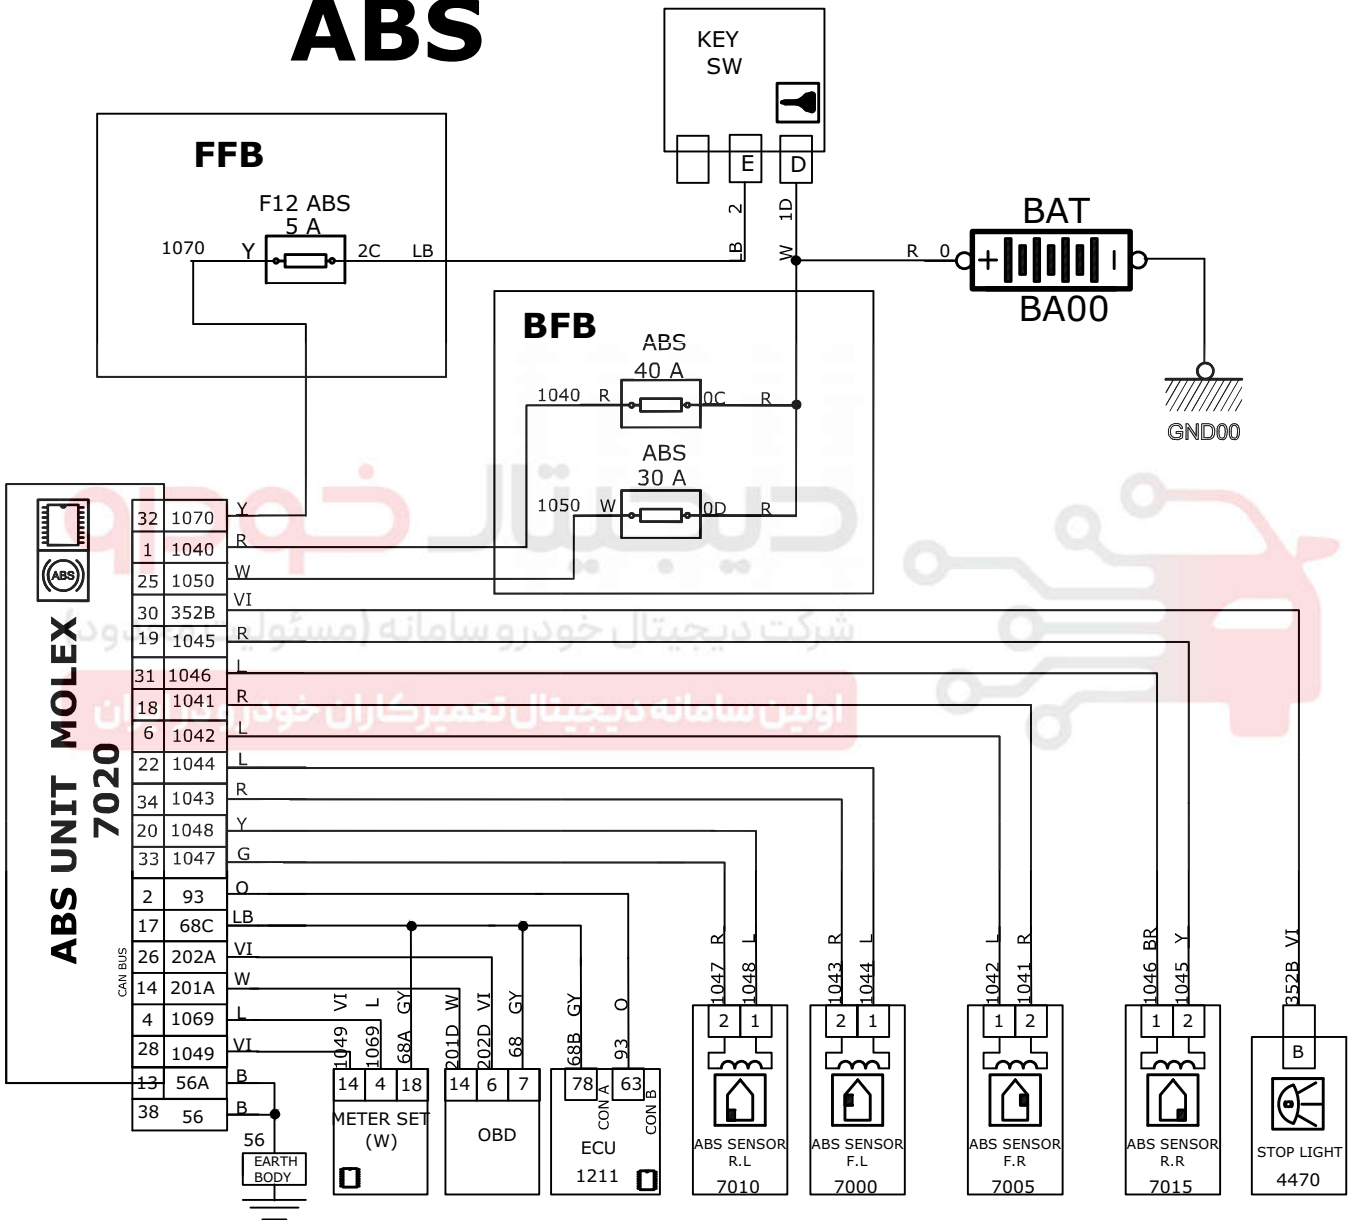 ABS
KEY
SW
E
D
FFB
F12 ABS
5 A
1070 Y 2C LB
2 LB
1D W
R 0
BAT
+ −
BA00
GND00
BFB
ABS
40 A
1040 R 0C R
ABS
30 A
1050 W 0D R
دیجیتال خودرو
شرکت دیجیتال خودرو سامانه (مسئولیت محدود)
اولین سامانه دیجیتال تعمیرکاران خودرو در ایران
ABS
ABS UNIT MOLEX
7020
CAN BUS
32 1070 Y
1 1040 R
25 1050 W
30 352B VI
19 1045 R
31 1046 L
18 1041 R
6 1042 L
22 1044 L
34 1043 R
20 1048 Y
33 1047 G
2 93 O
17 68C LB
26 202A VI
14 201A W
4 1069 L
28 1049 VI
13 56A B
38 56 B
56
EARTH
BODY
1049 VI
1069 L
68A GY
14 4 18
METER SET
(W)
201D W
202D VI
68 GY
14 6 7
OBD
68B GY
93 O
78 CON A 63 CON B
ECU
1211
1047 R
1048 L
2 1
ABS SENSOR
R.L
7010
1043 R
1044 L
2 1
ABS SENSOR
F.L
7000
1042 L
1041 R
1 2
ABS SENSOR
F.R
7005
1046 BR
1045 Y
1 2
ABS SENSOR
R.R
7015
352B VI
B
STOP LIGHT
4470